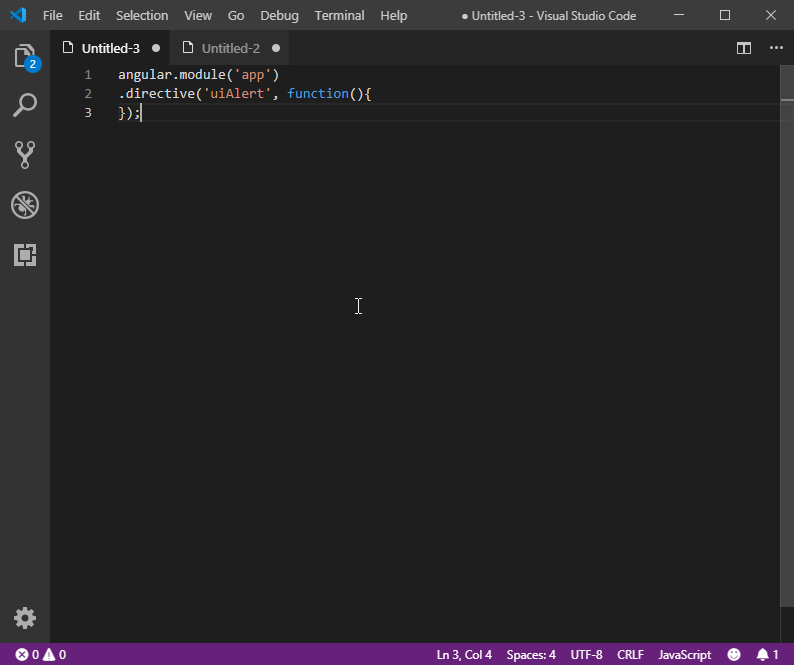 File Edit Selection View Go Debug Terminal Help ● Untitled-3 - Visual Studio Code
Untitled-3 ● Untitled-2 ●
2
1 angular.module('app')
2 .directive('uiAlert', function(){
3 });
0 0 Ln 3, Col 4 Spaces: 4 UTF-8 CRLF JavaScript 1